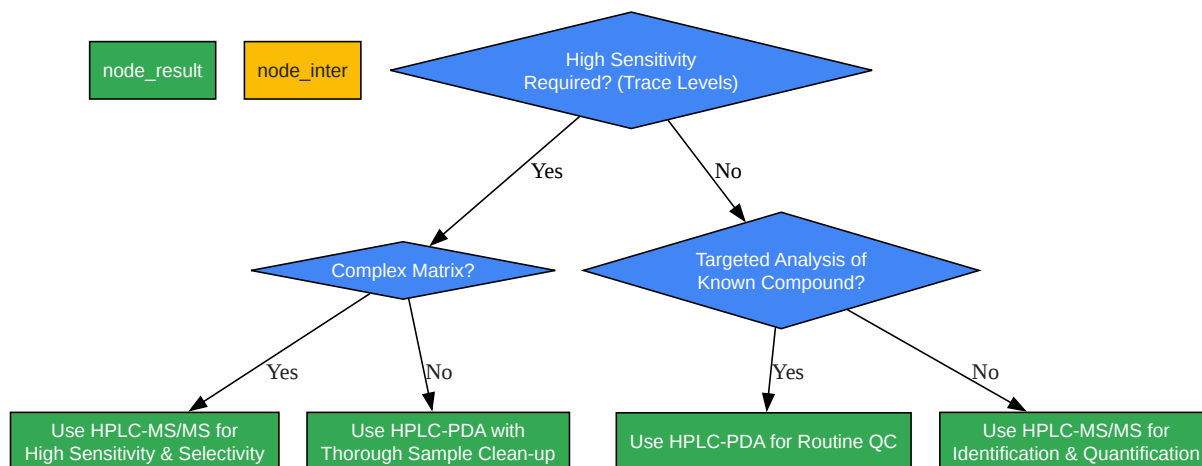 node_result
node_inter
High Sensitivity
Required? (Trace Levels)
Yes
No
Complex Matrix?
Targeted Analysis of
Known Compound?
Yes
No
Yes
No
Use HPLC-MS/MS for
High Sensitivity & Selectivity
Use HPLC-PDA with
Thorough Sample Clean-up
Use HPLC-PDA for Routine QC
Use HPLC-MS/MS for
Identification & Quantification